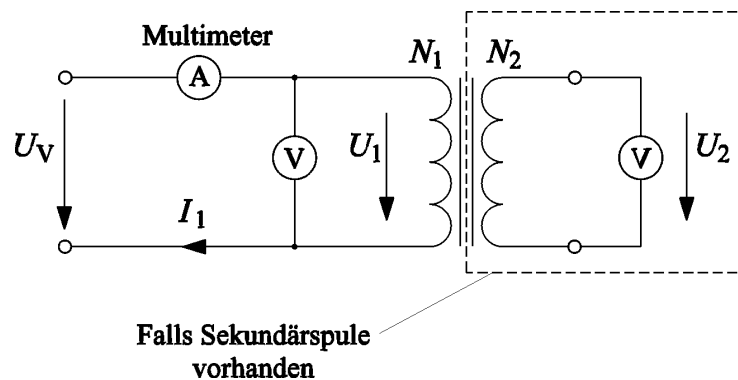 Multimeter
N1 N2
A
UV V U1 V U2
I1
Falls Sekundärspule
vorhanden